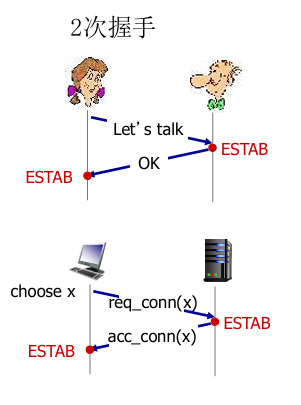 2次握手
Let's talk
ESTAB
OK
ESTAB
choose x
req_conn(x)
ESTAB
acc_conn(x)
ESTAB